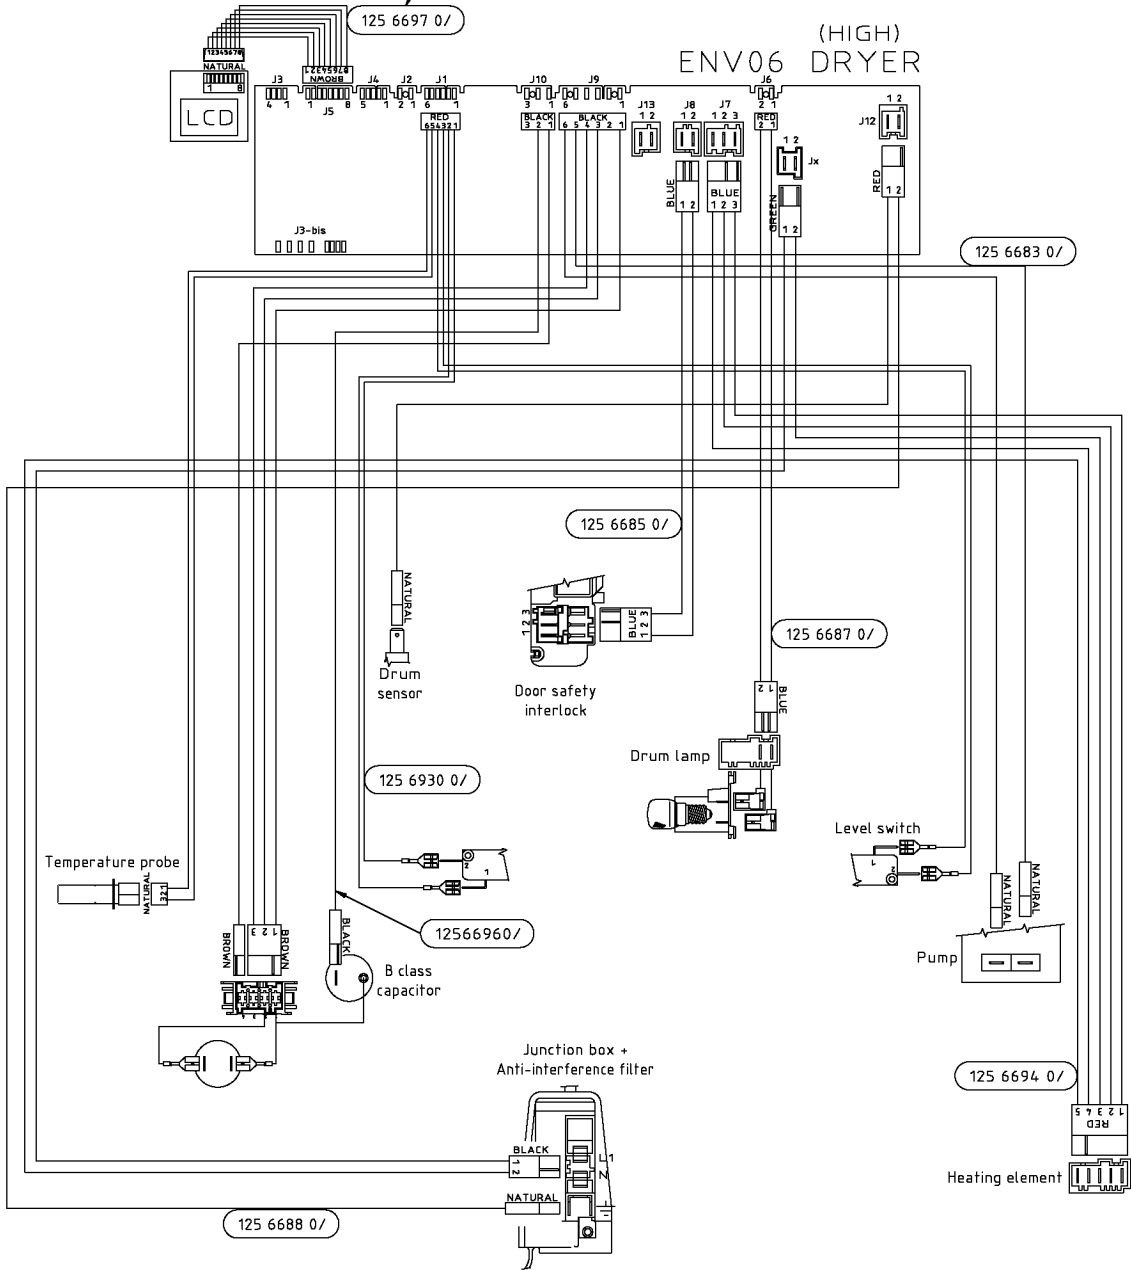 125 6697 0/
(HIGH)
ENV06 DRYER
12345678
NATURAL
1 8
LCD
87654321
BROWN
J3
4 1
J5
1 8
J4
5 1
J2
2 1
J1
6 1
RED
654321
J10
3 1
BLACK
3 2 1
J9
6 1
BLACK
6 5 4 3 2 1
J13
1 2
J8
1 2
BLUE
1 2
J7
1 2 3
BLUE
1 2 3
J6
2 1
RED
2 1
1 2
Jx
GREEN
1 2
J12
1 2
RED
1 2
J3-bis
125 6683 0/
125 6685 0/
NATURAL
Drum
sensor
1 2 3
BLUE
1 2 3
Door safety
interlock
125 6687 0/
2 1
BLUE
Drum lamp
125 6930 0/
Level switch
1
2
2
1
Temperature probe
NATURAL
321
NATURAL
NATURAL
Pump
BROWN
3 2 1
BROWN
BLACK
12566960/
B class
capacitor
Junction box +
Anti-interference filter
BLACK
1
2
L1
N
NATURAL
125 6688 0/
125 6694 0/
5 4 3 2 1
RED
Heating element